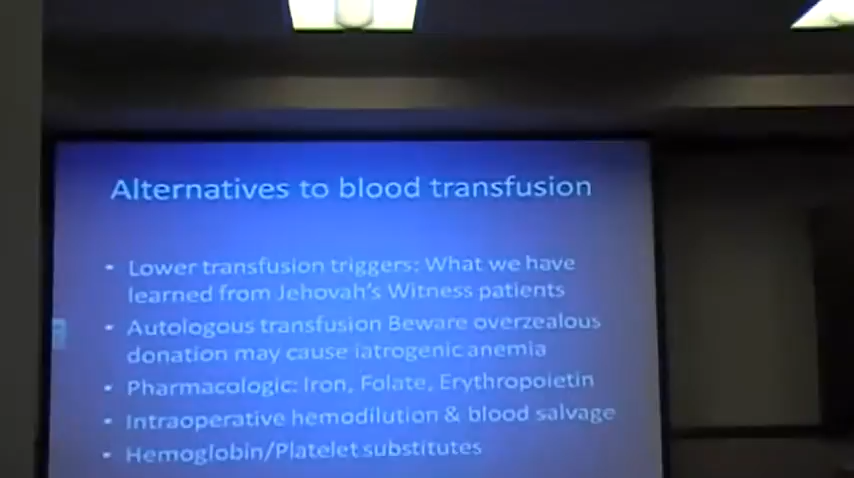 Alternatives to blood transfusion
• Lower transfusion triggers: What we have
learned from Jehovah's Witness patients
• Autologous transfusion Beware overzealous
donation may cause iatrogenic anemia
• Pharmacologic: Iron, Folate, Erythropoietin
• Intraoperative hemodilution & blood salvage
• Hemoglobin/Platelet substitutes